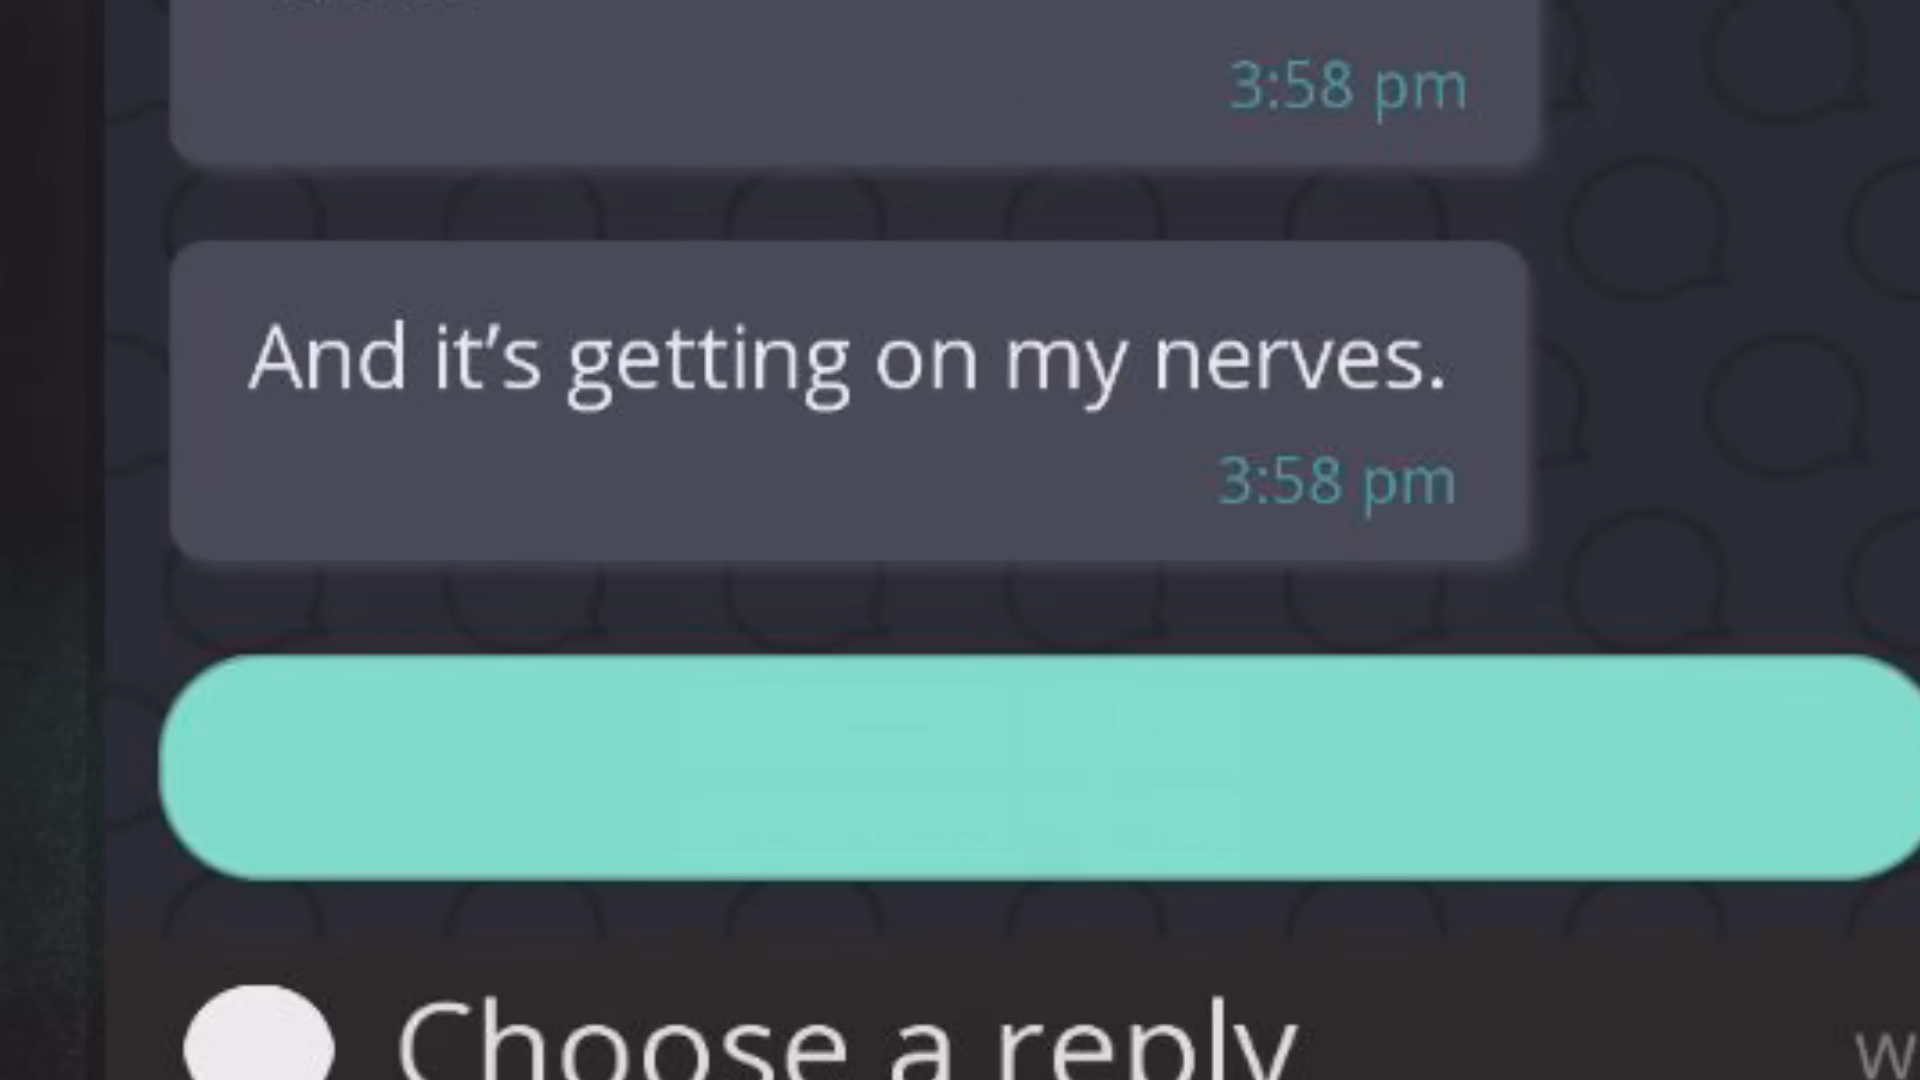 3:58 pm
And it’s getting on my nerves.
3:58 pm
Choose a reply